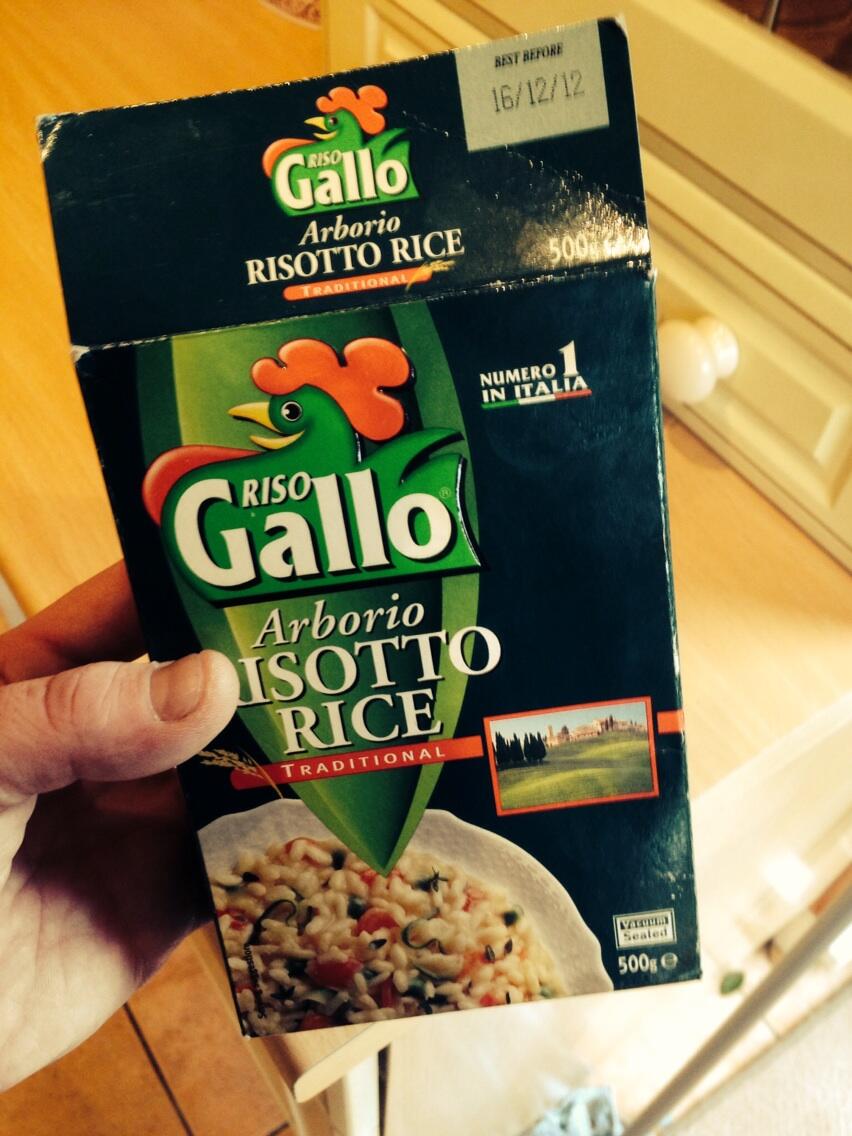 BEST BEFORE
16/12/12
RISO
Gallo
Arborio
RISOTTO RICE
TRADITIONAL
500g
NUMERO 1
IN ITALIA
RISO
Gallo®
Arborio
RISOTTO
RICE
TRADITIONAL
Vacuum
Sealed
500g ℮